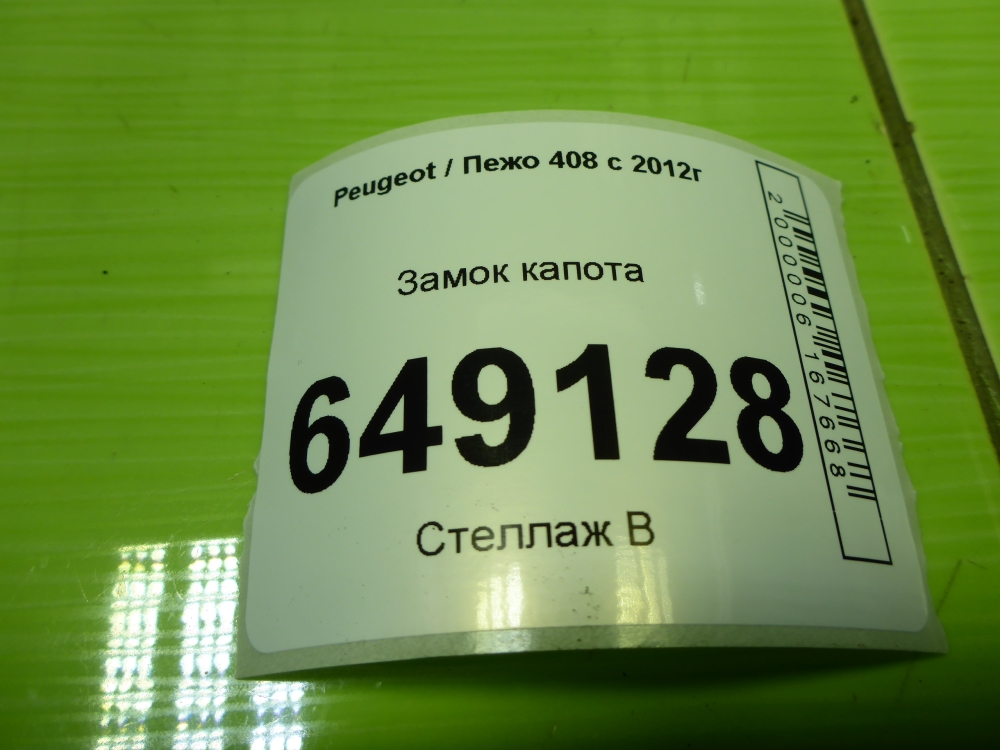 Peugeot / Пежо 408 с 2012г
Замок капота
649128
Стеллаж В
2000006167668